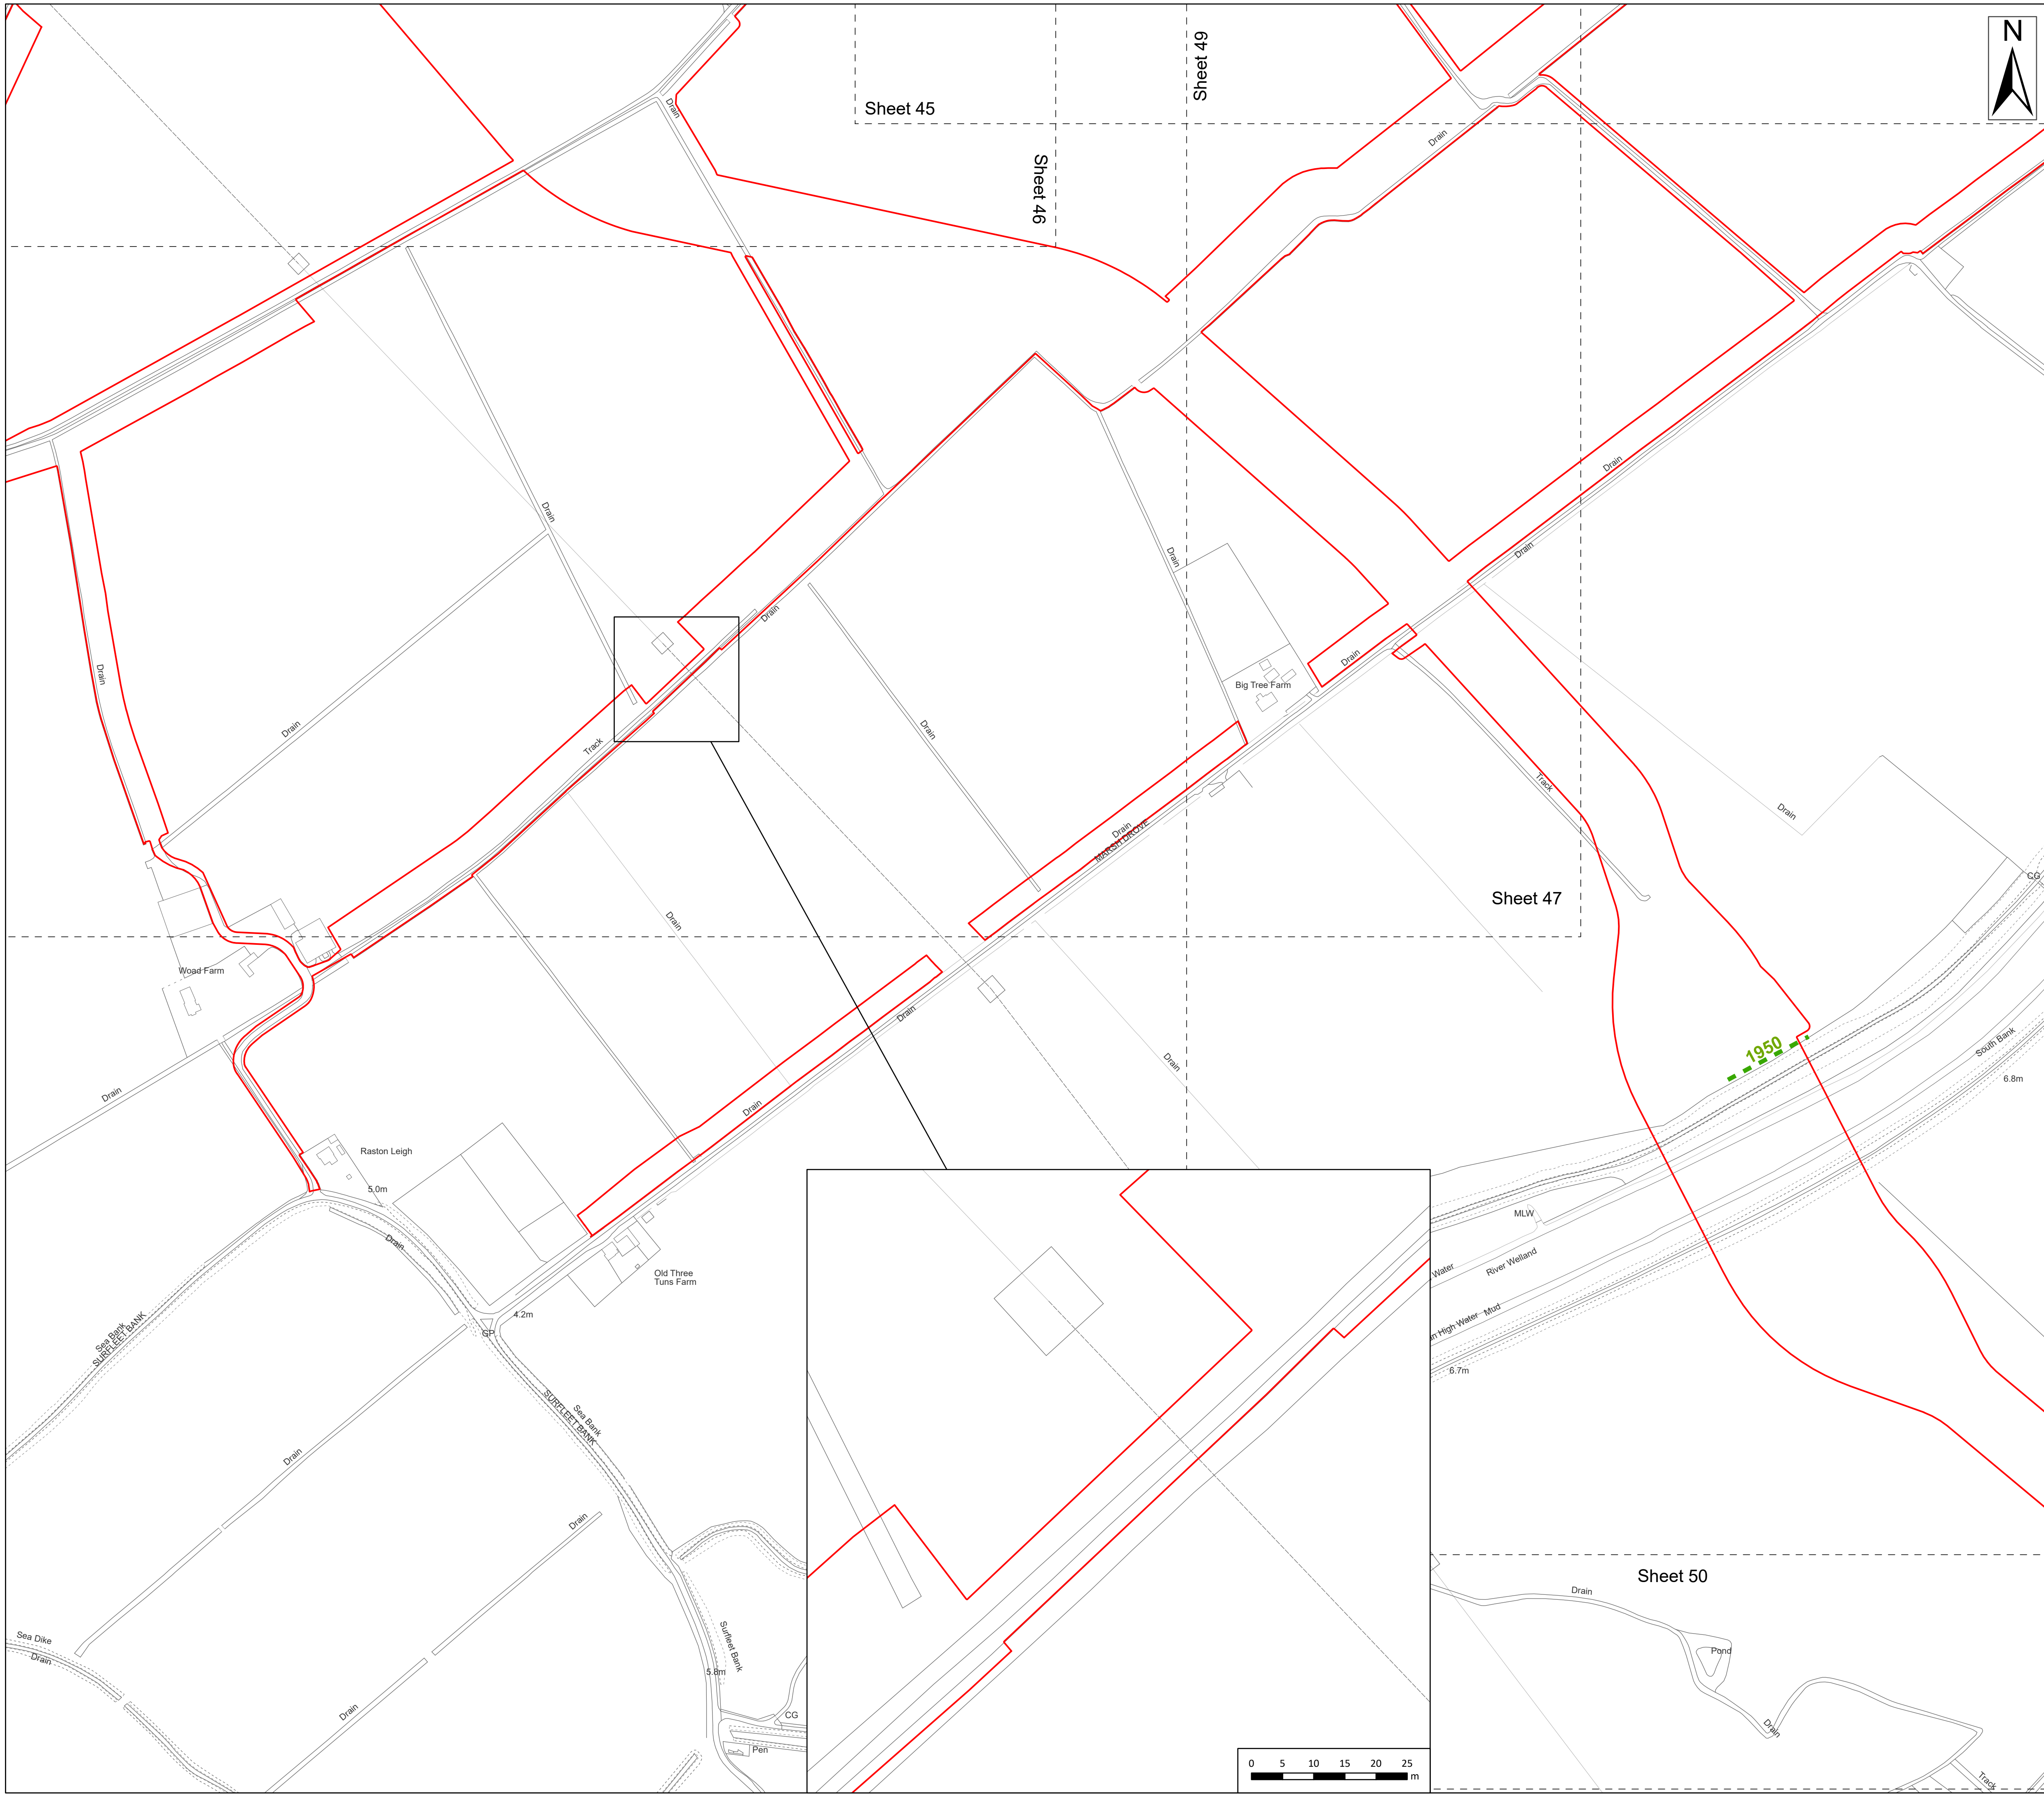 N
Sheet 49
Sheet 45
Drain
Drain
Sheet 46
Drain
Drain
Drain
Drain
Drain
Drain
Drain
Drain
Big Tree Farm
Drain
Drain
Track
Track
Drain
Drain
MARSH DROVE
CG
Sheet 47
Drain
Woad Farm
Drain
South Bank
1950
Drain
6.8m
Drain
Drain
Raston Leigh
5.0m
MLW
Drain
Water
River Welland
Old Three
Tuns Farm
4.2m
Mud
High Water
GP
Sea Bank
SURFLEET BANK
6.7m
Sea Bank
SURFLEET BANK
Drain
Drain
Sheet 50
Drain
Sea Dike
Drain
Surfleet Bank
Pond
5.8m
Drain
CG
Drain
Pen
0 5 10 15 20 25
m
Track